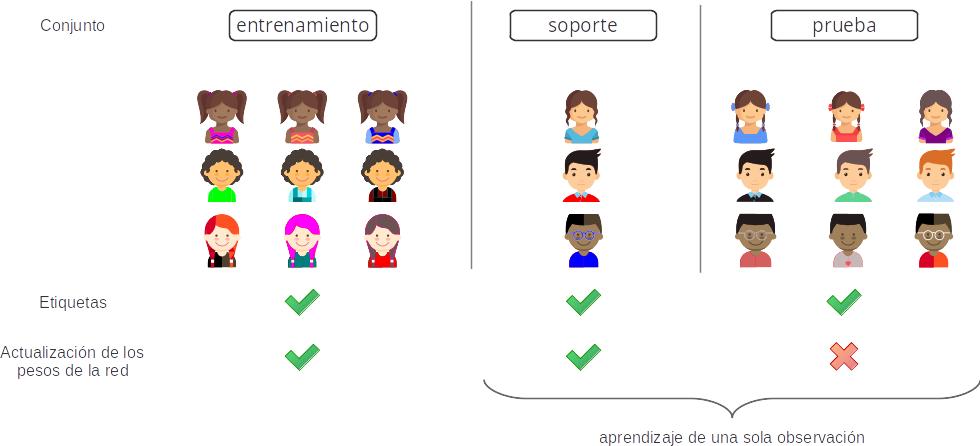 Conjunto
entrenamiento
soporte
prueba
Etiquetas
Actualización de los
pesos de la red
aprendizaje de una sola observación